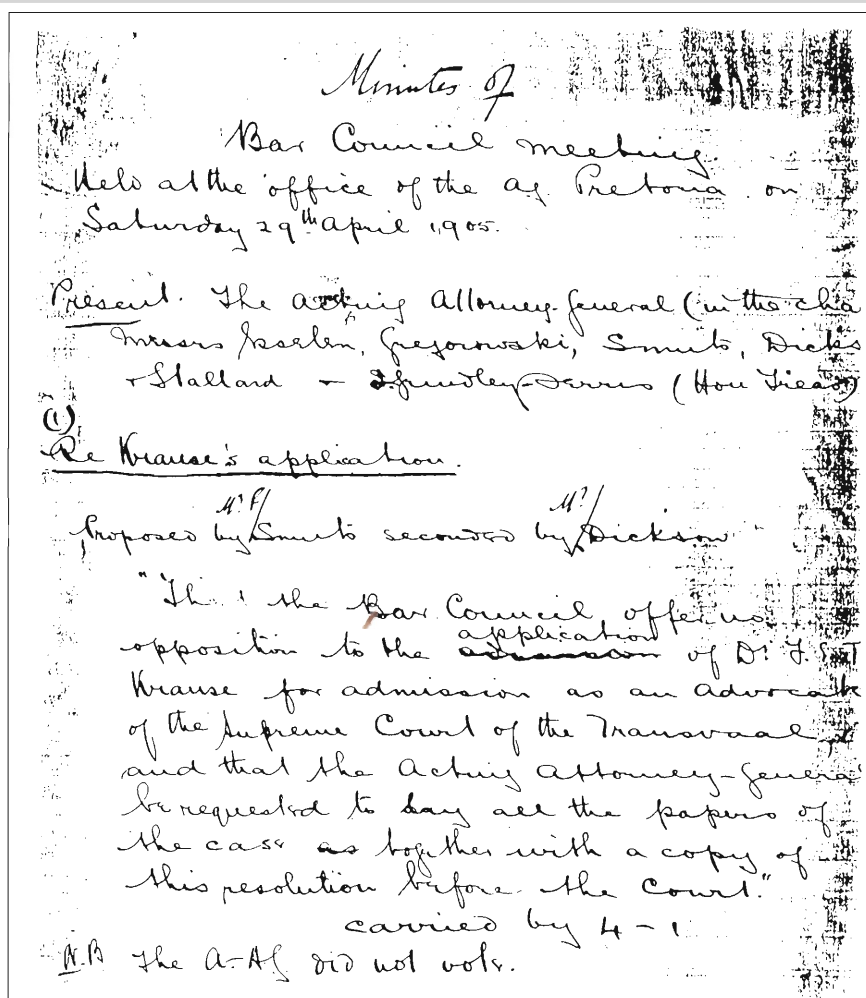 Minutes of
Bar Council meeting
Held at the office of the AG Pretoria on
Saturday 29th April 1905.
Present. The Acting Attorney-General (in the cha
Messrs Esselen, Gregorowski, Smuts, Dicks
& Stallard - Grindley-Ferris (Hon Treas)
(1)
Re Krause's application.
Proposed by Mr Smuts seconded by Mr Dickson
" the Bar Council offer no
opposition to the application of Dr F. E. T
Krause for admission as an Advocate
of the Supreme Court of the Transvaal,
and that the Acting Attorney-General
be requested to lay all the papers of
the case as together with a copy of
this resolution before the Court."
carried by 4-1
N.B The A-AG did not vote.